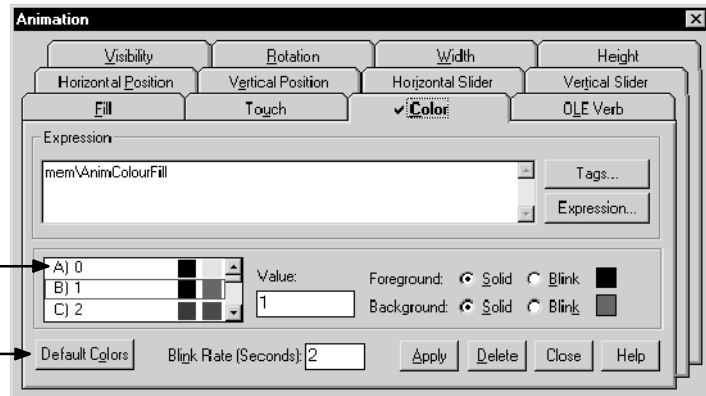 Animation
Visibility Rotation Width Height
Horizontal Position Vertical Position Horizontal Slider Vertical Slider
Fill Touch ✓ Color OLE Verb
Expression
mem\AnimColourFill
Tags...
Expression...
A) 0
B) 1
C) 2
Value:
1
Foreground: Solid Blink
Background: Solid Blink
Default Colors Blink Rate (Seconds): 2 Apply Delete Close Help